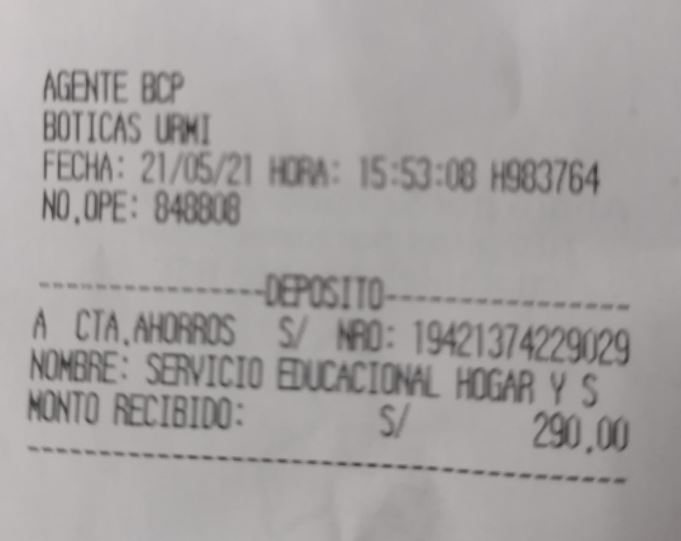 AGENTE BCP
BOTICAS URMI
FECHA: 21/05/21 HORA: 15:53:08 H983764
NO.OPE: 848808
----------------DEPOSITO-----------------
A CTA.AHORROS S/ NRO: 19421374229029
NOMBRE: SERVICIO EDUCACIONAL HOGAR Y S
MONTO RECIBIDO: S/ 290.00